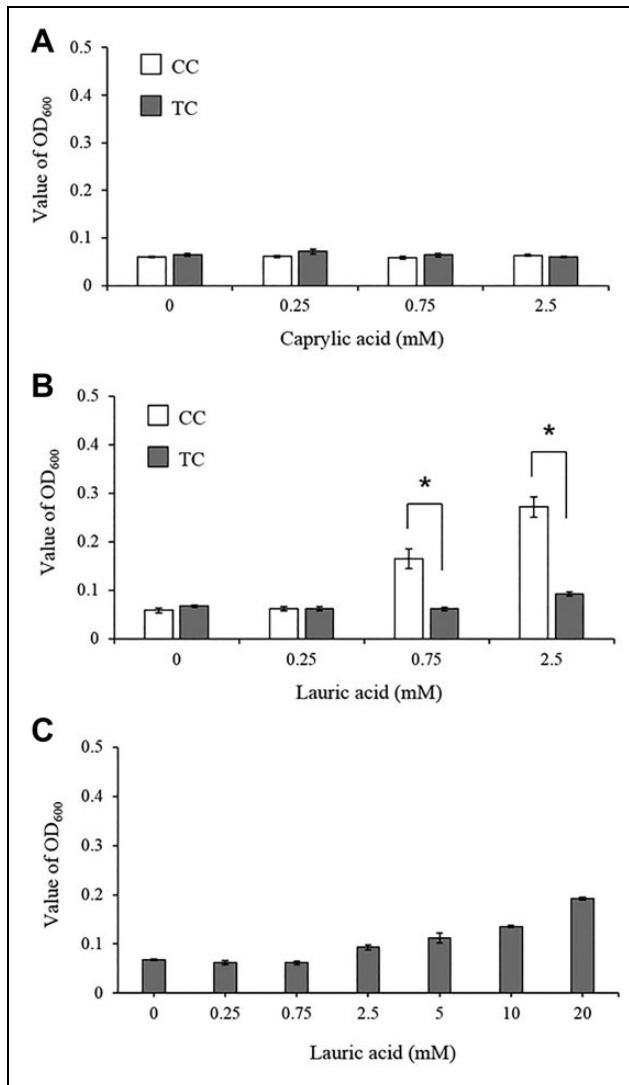 A
Value of OD600
0.5
0.4
0.3
0.2
0.1
0
CC
TC
0 0.25 0.75 2.5
Caprylic acid (mM)
B
Value of OD600
0.5
0.4
0.3
0.2
0.1
0
CC
TC
*
*
0 0.25 0.75 2.5
Lauric acid (mM)
C
Value of OD600
0.5
0.4
0.3
0.2
0.1
0
0 0.25 0.75 2.5 5 10 20
Lauric acid (mM)